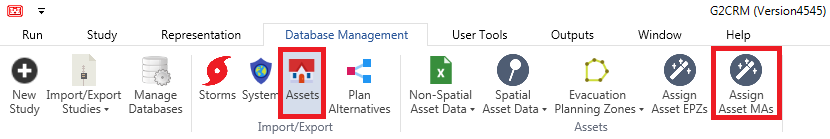 G2CRM (Version4545)
Run Study Representation Database Management User Tools Outputs Window Help
New Study
Import/Export Studies
Manage Databases
Storms
System
Assets
Plan Alternatives
Import/Export
Non-Spatial Asset Data
Spatial Asset Data
Evacuation Planning Zones
Assign Asset EPZs
Assign Asset MAs
Assets